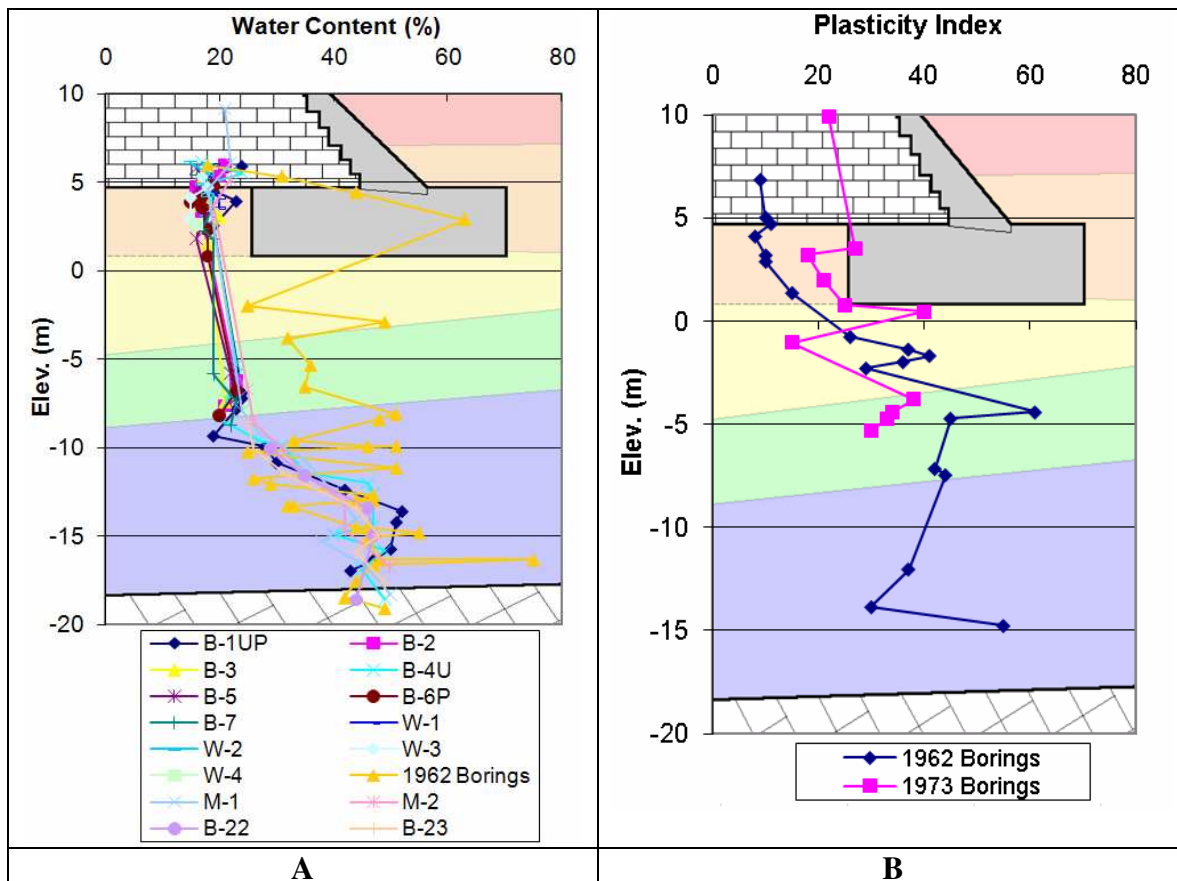 Water Content (%)
0 20 40 60 80
10
5
0
-5
-10
-15
-20
Elev. (m)
B-1UP B-2
B-3 B-4U
B-5 B-6P
B-7 W-1
W-2 W-3
W-4 1962 Borings
M-1 M-2
B-22 B-23
A
Plasticity Index
0 20 40 60 80
10
5
0
-5
-10
-15
-20
Elev. (m)
1962 Borings
1973 Borings
B